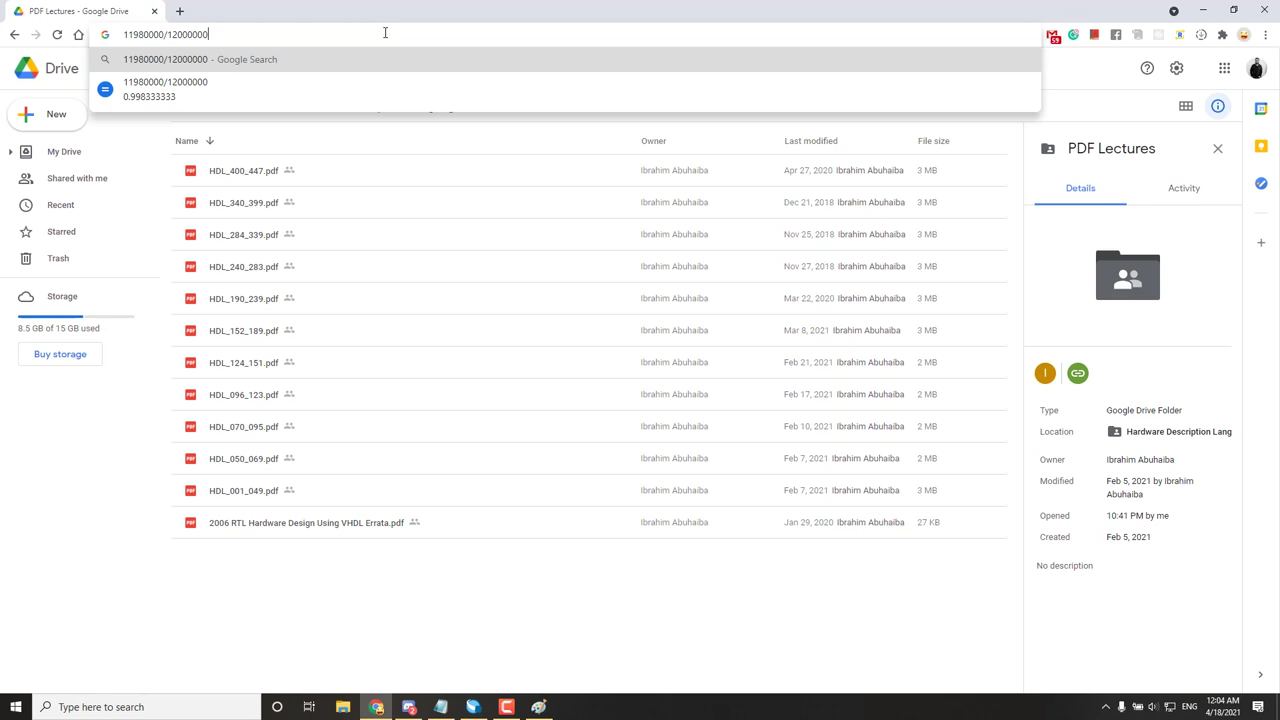 PDF Lectures - Google Drive
11980000/12000000
11980000/12000000 - Google Search
11980000/12000000
0.998333333
59
Drive
New
My Drive
Shared with me
Recent
Starred
Trash
Storage
8.5 GB of 15 GB used
Buy storage
Name Owner Last modified File size
HDL_400_447.pdf Ibrahim Abuhaiba Apr 27, 2020 Ibrahim Abuhaiba 3 MB
HDL_340_399.pdf Ibrahim Abuhaiba Dec 21, 2018 Ibrahim Abuhaiba 3 MB
HDL_284_339.pdf Ibrahim Abuhaiba Nov 25, 2018 Ibrahim Abuhaiba 3 MB
HDL_240_283.pdf Ibrahim Abuhaiba Nov 27, 2018 Ibrahim Abuhaiba 3 MB
HDL_190_239.pdf Ibrahim Abuhaiba Mar 22, 2020 Ibrahim Abuhaiba 3 MB
HDL_152_189.pdf Ibrahim Abuhaiba Mar 8, 2021 Ibrahim Abuhaiba 3 MB
HDL_124_151.pdf Ibrahim Abuhaiba Feb 21, 2021 Ibrahim Abuhaiba 2 MB
HDL_096_123.pdf Ibrahim Abuhaiba Feb 17, 2021 Ibrahim Abuhaiba 2 MB
HDL_070_095.pdf Ibrahim Abuhaiba Feb 10, 2021 Ibrahim Abuhaiba 2 MB
HDL_050_069.pdf Ibrahim Abuhaiba Feb 7, 2021 Ibrahim Abuhaiba 2 MB
HDL_001_049.pdf Ibrahim Abuhaiba Feb 7, 2021 Ibrahim Abuhaiba 3 MB
2006 RTL Hardware Design Using VHDL Errata.pdf Ibrahim Abuhaiba Jan 29, 2020 Ibrahim Abuhaiba 27 KB
PDF Lectures
Details Activity
I
Type Google Drive Folder
Location Hardware Description Lang
Owner Ibrahim Abuhaiba
Modified Feb 5, 2021 by Ibrahim
Abuhaiba
Opened 10:41 PM by me
Created Feb 5, 2021
No description
Type here to search
ENG
12:04 AM
4/18/2021